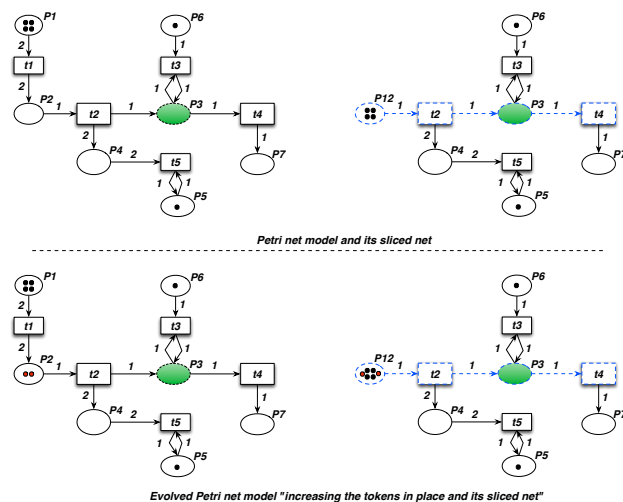 P1
P6
P6
2
1
1
t1
t3
t3
2
P2
1
1
P3
P12
1
1
P3
1
t2
1
1
t4
1
t2
1
1
t4
2
P4
2
t5
1
P7
2
P4
2
t5
1
P7
1
1
P5
1
1
P5
Petri net model and its sliced net
P1
P6
P6
2
1
1
t1
t3
t3
2
P2
1
1
P3
P12
1
1
P3
1
t2
1
1
t4
1
t2
1
1
t4
2
P4
2
t5
1
P7
2
P4
2
t5
1
P7
1
1
P5
1
1
P5
Evolved Petri net model "increasing the tokens in place and its sliced net"